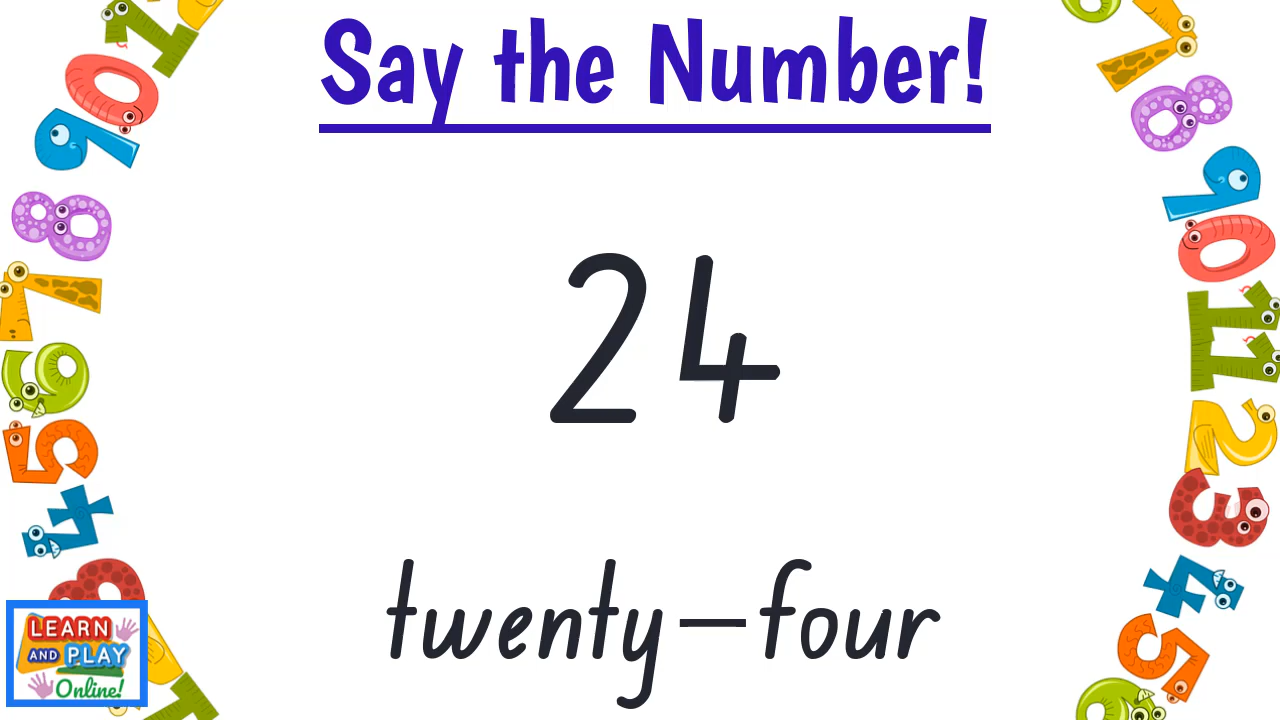 Say the Number!
24
twenty-four
LEARN
AND PLAY
Online!